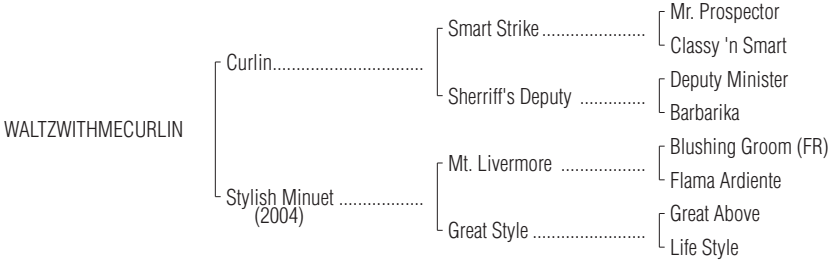 Mr. Prospector
Smart Strike......................
Classy 'n Smart
Curlin................................
Deputy Minister
Sherriff's Deputy ..............
Barbarika
WALTZWITHMECURLIN
Blushing Groom (FR)
Mt. Livermore ..................
Flama Ardiente
Stylish Minuet ..................
(2004)
Great Above
Great Style ........................
Life Style